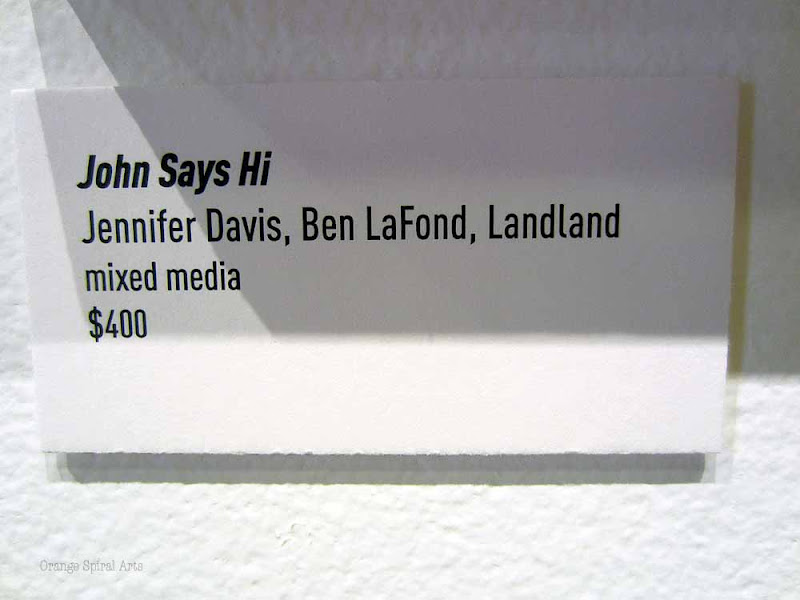 John Says Hi
Jennifer Davis, Ben LaFond, Landland
mixed media
$400
Orange Spiral Arts